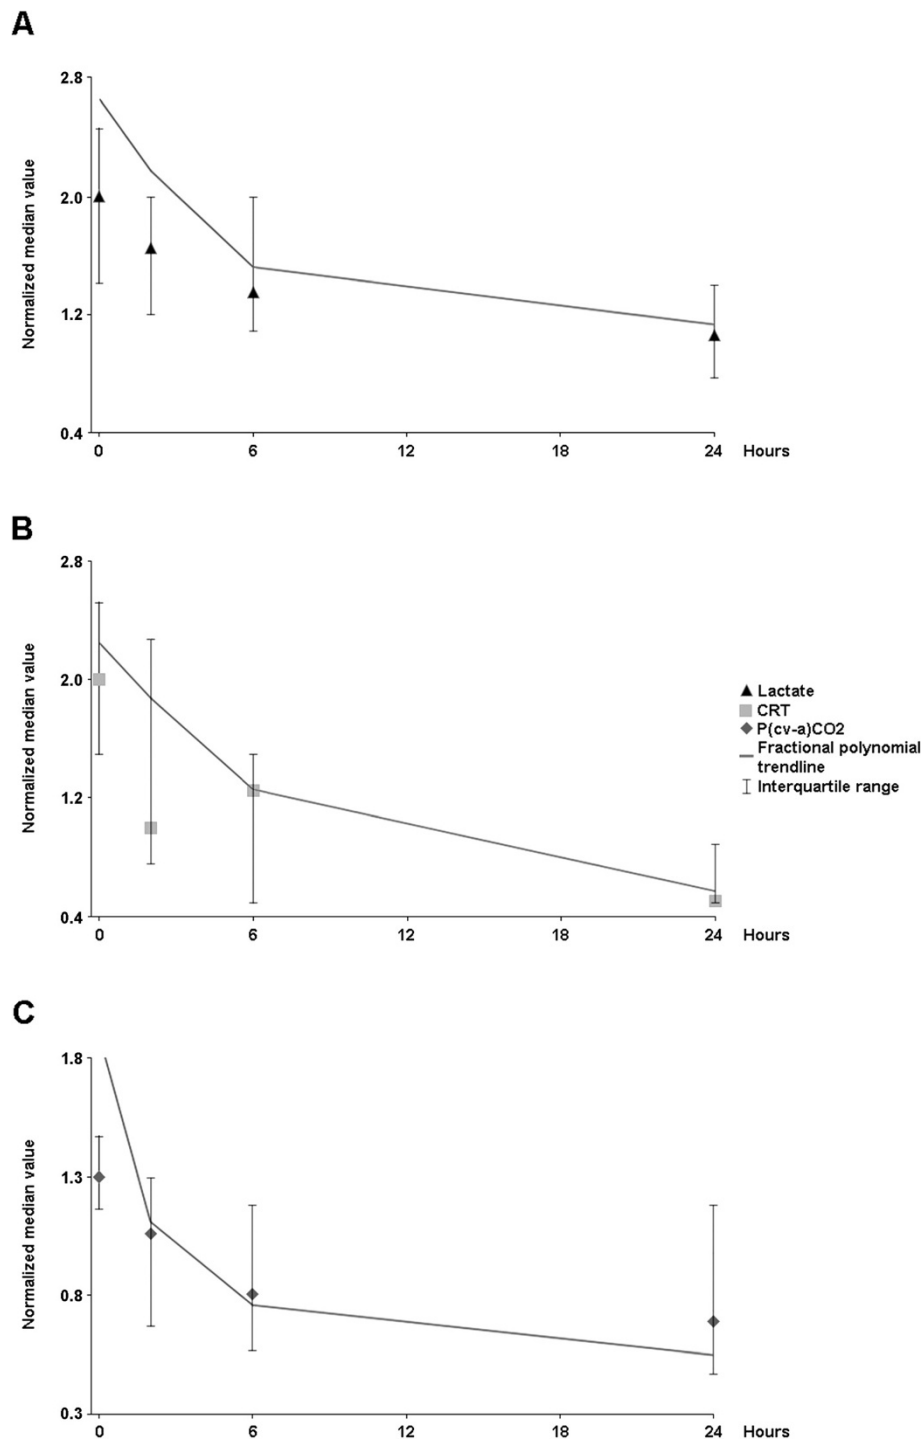 A
2.8
2.0
1.2
0.4
Normalized median value
0 6 12 18 24 Hours
B
2.8
2.0
1.2
0.4
Normalized median value
0 6 12 18 24 Hours
Lactate
CRT
P(cv-a)CO2
Fractional polynomial
trendline
Interquartile range
C
1.8
1.3
0.8
0.3
Normalized median value
0 6 12 18 24 Hours